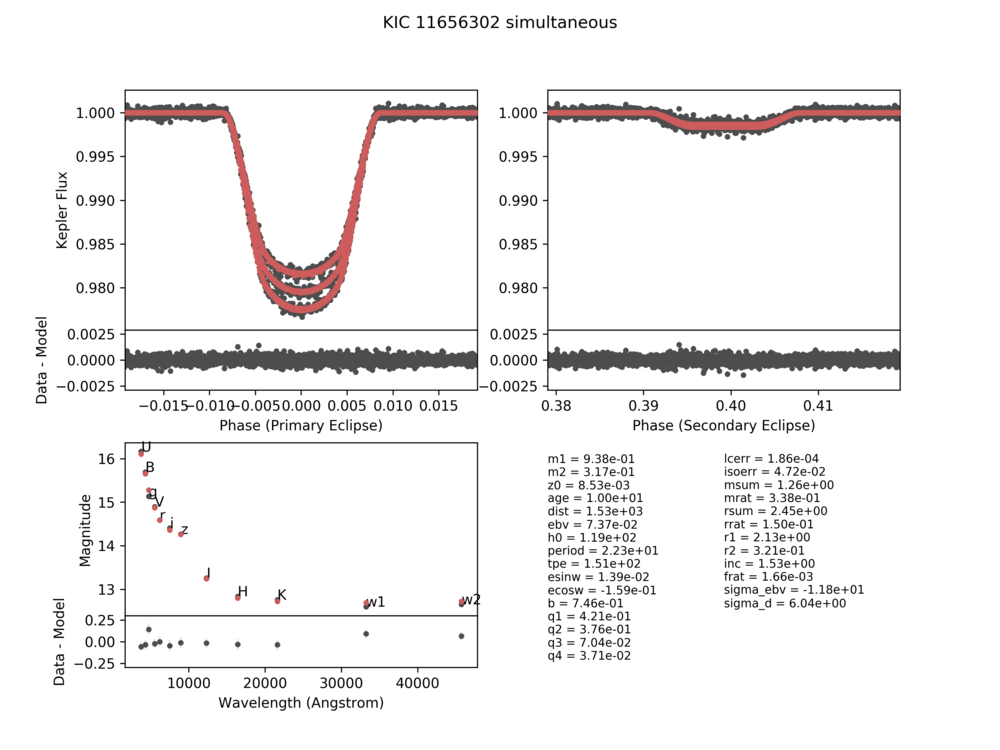 KIC 11656302 simultaneous
1.000
0.995
0.990
0.985
0.980
Kepler Flux
0.0025
0.0000
−0.0025
Data - Model
−0.015
−0.010
−0.005
0.000
0.005
0.010
0.015
Phase (Primary Eclipse)
1.000
0.995
0.990
0.985
0.980
0.0025
0.0000
−0.0025
0.38
0.39
0.40
0.41
Phase (Secondary Eclipse)
16
15
14
13
Magnitude
U
B
g
V
r
i
z
J
H
K
w1
w2
0.25
0.00
−0.25
Data - Model
10000
20000
30000
40000
Wavelength (Angstrom)
m1 = 9.38e-01
m2 = 3.17e-01
z0 = 8.53e-03
age = 1.00e+01
dist = 1.53e+03
ebv = 7.37e-02
h0 = 1.19e+02
period = 2.23e+01
tpe = 1.51e+02
esinw = 1.39e-02
ecosw = -1.59e-01
b = 7.46e-01
q1 = 4.21e-01
q2 = 3.76e-01
q3 = 7.04e-02
q4 = 3.71e-02
lcerr = 1.86e-04
isoerr = 4.72e-02
msum = 1.26e+00
mrat = 3.38e-01
rsum = 2.45e+00
rrat = 1.50e-01
r1 = 2.13e+00
r2 = 3.21e-01
inc = 1.53e+00
frat = 1.66e-03
sigma_ebv = -1.18e+01
sigma_d = 6.04e+00